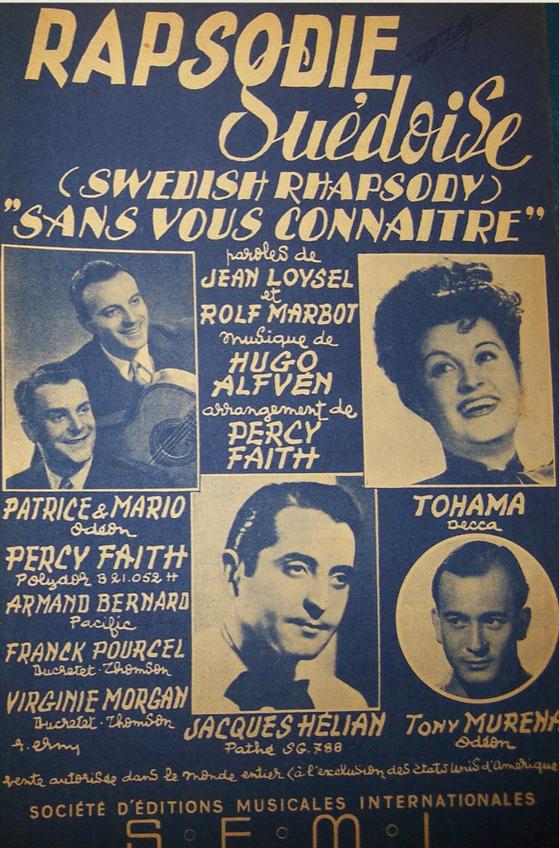 RAPSODIE
Suédoise
(SWEDISH RHAPSODY)
"SANS VOUS CONNAITRE"
paroles de
JEAN LOYSEL
et
ROLF MARBOT
musique de
HUGO
ALFVÉN
arrangement de
PERCY
FAITH
PATRICE & MARIO
Odéon
PERCY FAITH
Polydor B 21.052 H
ARMAND BERNARD
Pacific
FRANCK POURCEL
Ducretet-Thomson
VIRGINIE MORGAN
Ducretet-Thomson
TOHAMA
Decca
JACQUES HÉLIAN
Pathé SG.788
TONY MURENA
Odéon
vente autorisée dans le monde entier (à l'exclusion des États Unis d'Amérique
SOCIÉTÉ D'ÉDITIONS MUSICALES INTERNATIONALES
S·E·M·I